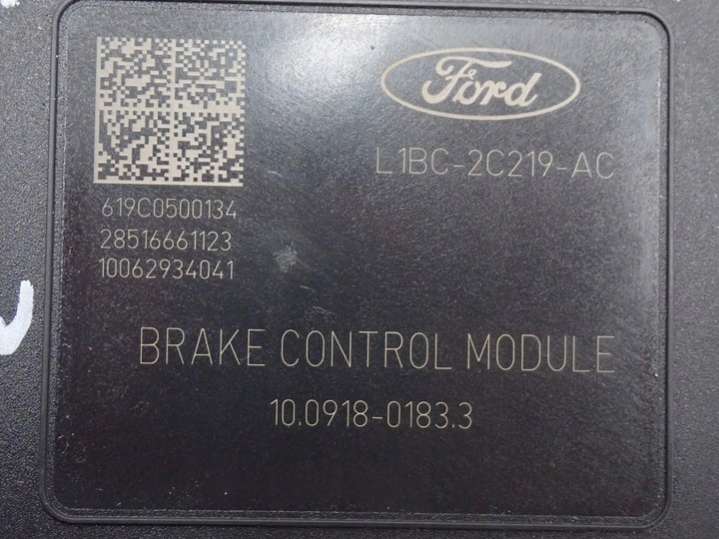 Ford
L1BC-2C219-AC
619C0500134
28516661123
10062934041
BRAKE CONTROL MODULE
10.0918-0183.3